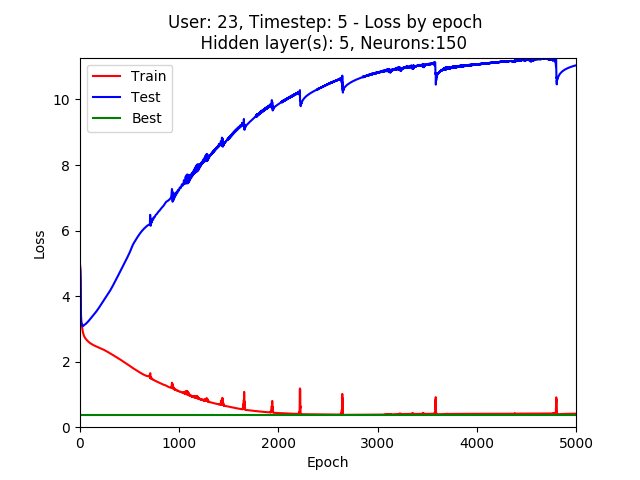 User: 23, Timestep: 5 - Loss by epoch
Hidden layer(s): 5, Neurons:150
Train
Test
Best
Loss
10
8
6
4
2
0
0 1000 2000 3000 4000 5000
Epoch